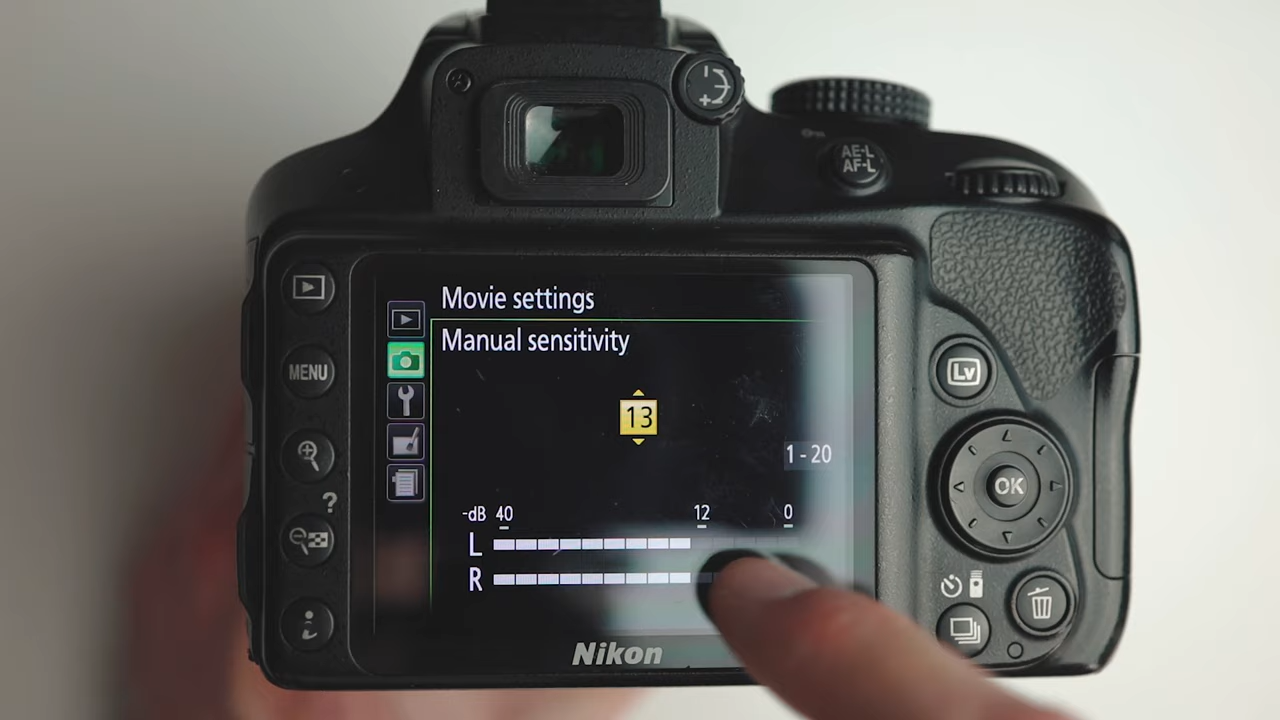 AE-L
AF-L
Movie settings
Manual sensitivity
MENU
Lv
13
1 - 20
?
OK
-dB 40 12 0
L
R
i
Nikon